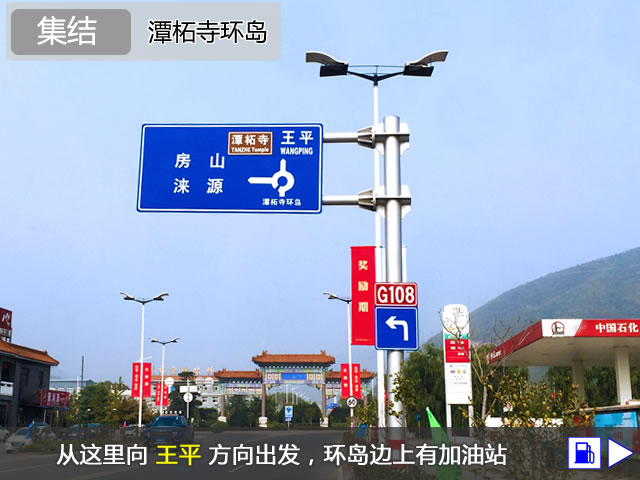 集结 潭柘寺环岛
潭柘寺
TANZHE Temple
王平
WANGPING
房山
涞源
潭柘寺环岛
奖励期
G108
中国石化
60
从这里向 王平 方向出发，环岛边上有加油站